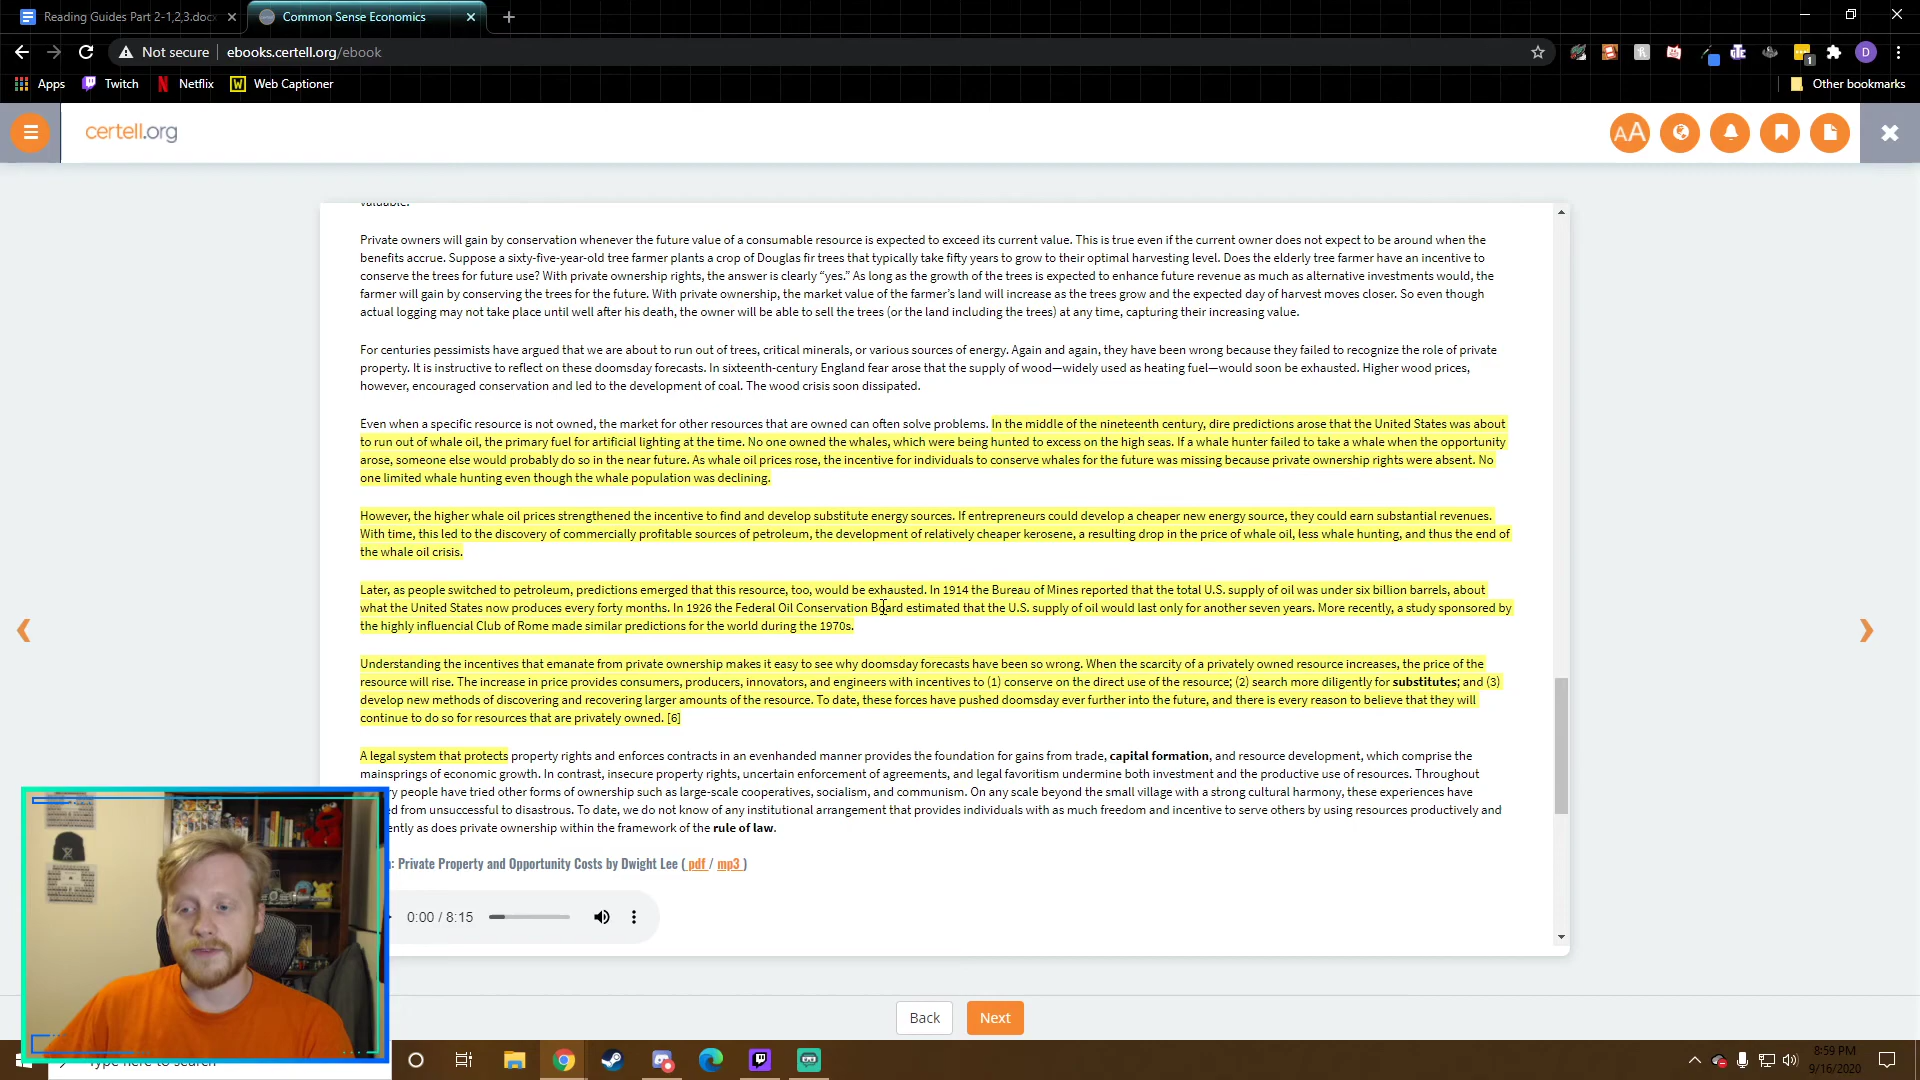 Reading Guides Part 2-1,2,3.docx
Common Sense Economics
Not secure
ebooks.certell.org/ebook
Apps
Twitch
Netflix
Web Captioner
Other bookmarks
certell.org
AA
valuable.
Private owners will gain by conservation whenever the future value of a consumable resource is expected to exceed its current value. This is true even if the current owner does not expect to be around when the
benefits accrue. Suppose a sixty-five-year-old tree farmer plants a crop of Douglas fir trees that typically take fifty years to grow to their optimal harvesting level. Does the elderly tree farmer have an incentive to
conserve the trees for future use? With private ownership rights, the answer is clearly “yes.” As long as the growth of the trees is expected to enhance future revenue as much as alternative investments would, the
farmer will gain by conserving the trees for the future. With private ownership, the market value of the farmer’s land will increase as the trees grow and the expected day of harvest moves closer. So even though
actual logging may not take place until well after his death, the owner will be able to sell the trees (or the land including the trees) at any time, capturing their increasing value.
For centuries pessimists have argued that we are about to run out of trees, critical minerals, or various sources of energy. Again and again, they have been wrong because they failed to recognize the role of private
property. It is instructive to reflect on these doomsday forecasts. In sixteenth-century England fear arose that the supply of wood—widely used as heating fuel—would soon be exhausted. Higher wood prices,
however, encouraged conservation and led to the development of coal. The wood crisis soon dissipated.
Even when a specific resource is not owned, the market for other resources that are owned can often solve problems. In the middle of the nineteenth century, dire predictions arose that the United States was about
to run out of whale oil, the primary fuel for artificial lighting at the time. No one owned the whales, which were being hunted to excess on the high seas. If a whale hunter failed to take a whale when the opportunity
arose, someone else would probably do so in the near future. As whale oil prices rose, the incentive for individuals to conserve whales for the future was missing because private ownership rights were absent. No
one limited whale hunting even though the whale population was declining.
However, the higher whale oil prices strengthened the incentive to find and develop substitute energy sources. If entrepreneurs could develop a cheaper new energy source, they could earn substantial revenues.
With time, this led to the discovery of commercially profitable sources of petroleum, the development of relatively cheaper kerosene, a resulting drop in the price of whale oil, less whale hunting, and thus the end of
the whale oil crisis.
Later, as people switched to petroleum, predictions emerged that this resource, too, would be exhausted. In 1914 the Bureau of Mines reported that the total U.S. supply of oil was under six billion barrels, about
what the United States now produces every forty months. In 1926 the Federal Oil Conservation Board estimated that the U.S. supply of oil would last only for another seven years. More recently, a study sponsored by
the highly influencial Club of Rome made similar predictions for the world during the 1970s.
Understanding the incentives that emanate from private ownership makes it easy to see why doomsday forecasts have been so wrong. When the scarcity of a privately owned resource increases, the price of the
resource will rise. The increase in price provides consumers, producers, innovators, and engineers with incentives to (1) conserve on the direct use of the resource; (2) search more diligently for substitutes; and (3)
develop new methods of discovering and recovering larger amounts of the resource. To date, these forces have pushed doomsday ever further into the future, and there is every reason to believe that they will
continue to do so for resources that are privately owned. [6]
A legal system that protects property rights and enforces contracts in an evenhanded manner provides the foundation for gains from trade, capital formation, and resource development, which comprise the
mainsprings of economic growth. In contrast, insecure property rights, uncertain enforcement of agreements, and legal favoritism undermine both investment and the productive use of resources. Throughout
people have tried other forms of ownership such as large-scale cooperatives, socialism, and communism. On any scale beyond the small village with a strong cultural harmony, these experiences have
from unsuccessful to disastrous. To date, we do not know of any institutional arrangement that provides individuals with as much freedom and incentive to serve others by using resources productively and
as does private ownership within the framework of the rule of law.
: Private Property and Opportunity Costs by Dwight Lee ( pdf / mp3 )
0:00 / 8:15
Back
Next
Type here to search
8:59 PM
9/16/2020